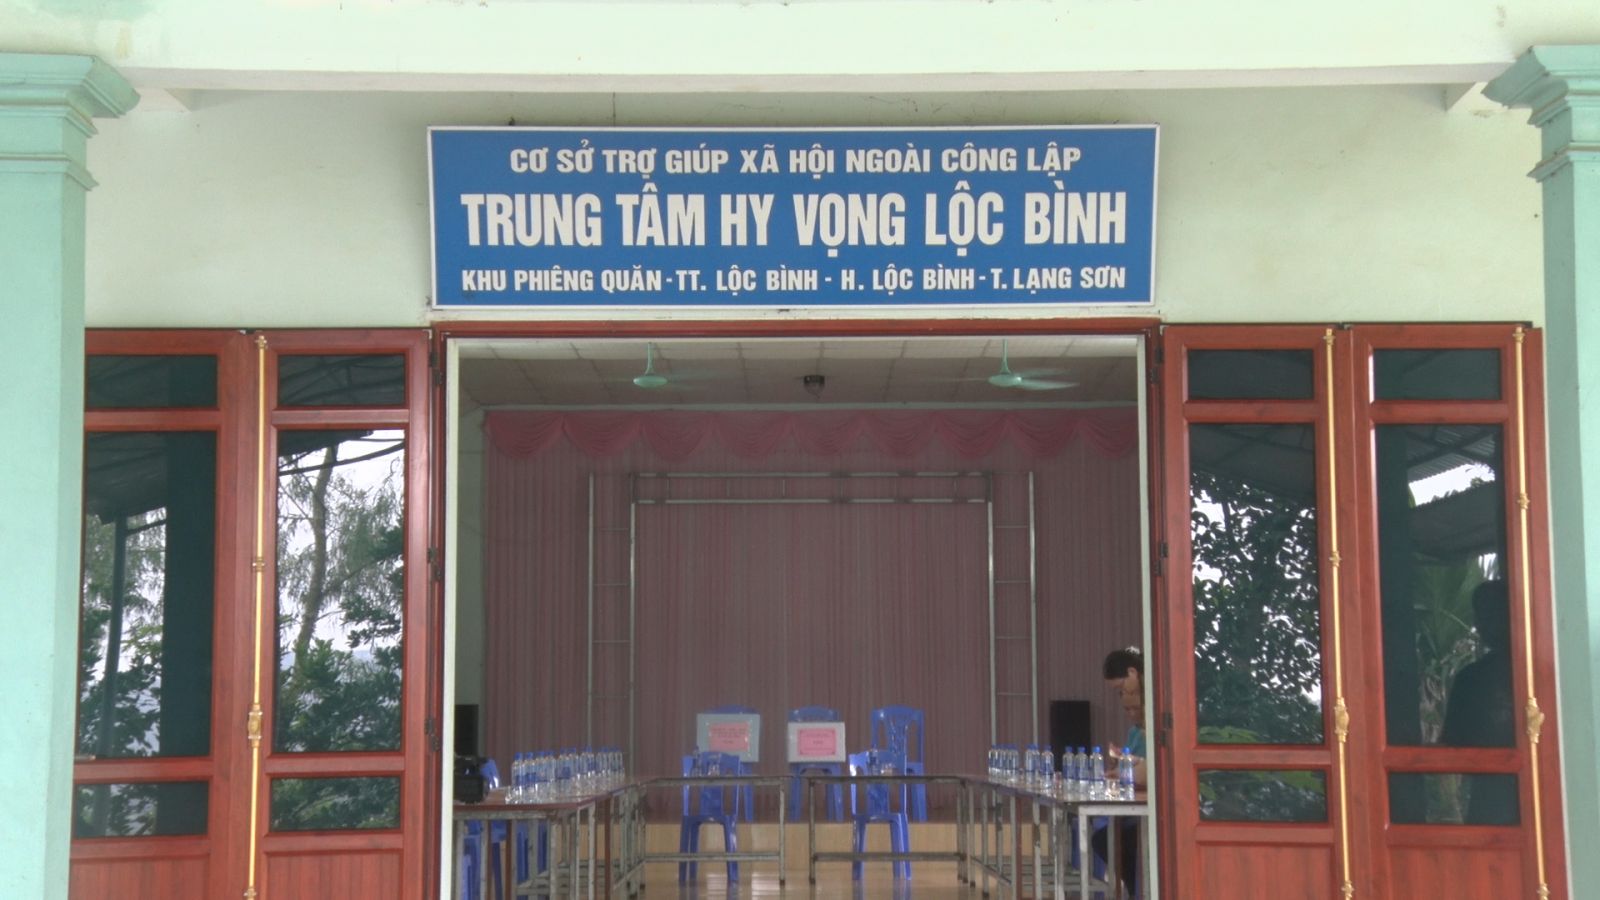 CƠ SỞ TRỢ GIÚP XÃ HỘI NGOÀI CÔNG LẬP
TRUNG TÂM HY VỌNG LỘC BÌNH
KHU PHIÊNG QUĂN - TT. LỘC BÌNH - H. LỘC BÌNH - T. LẠNG SƠN